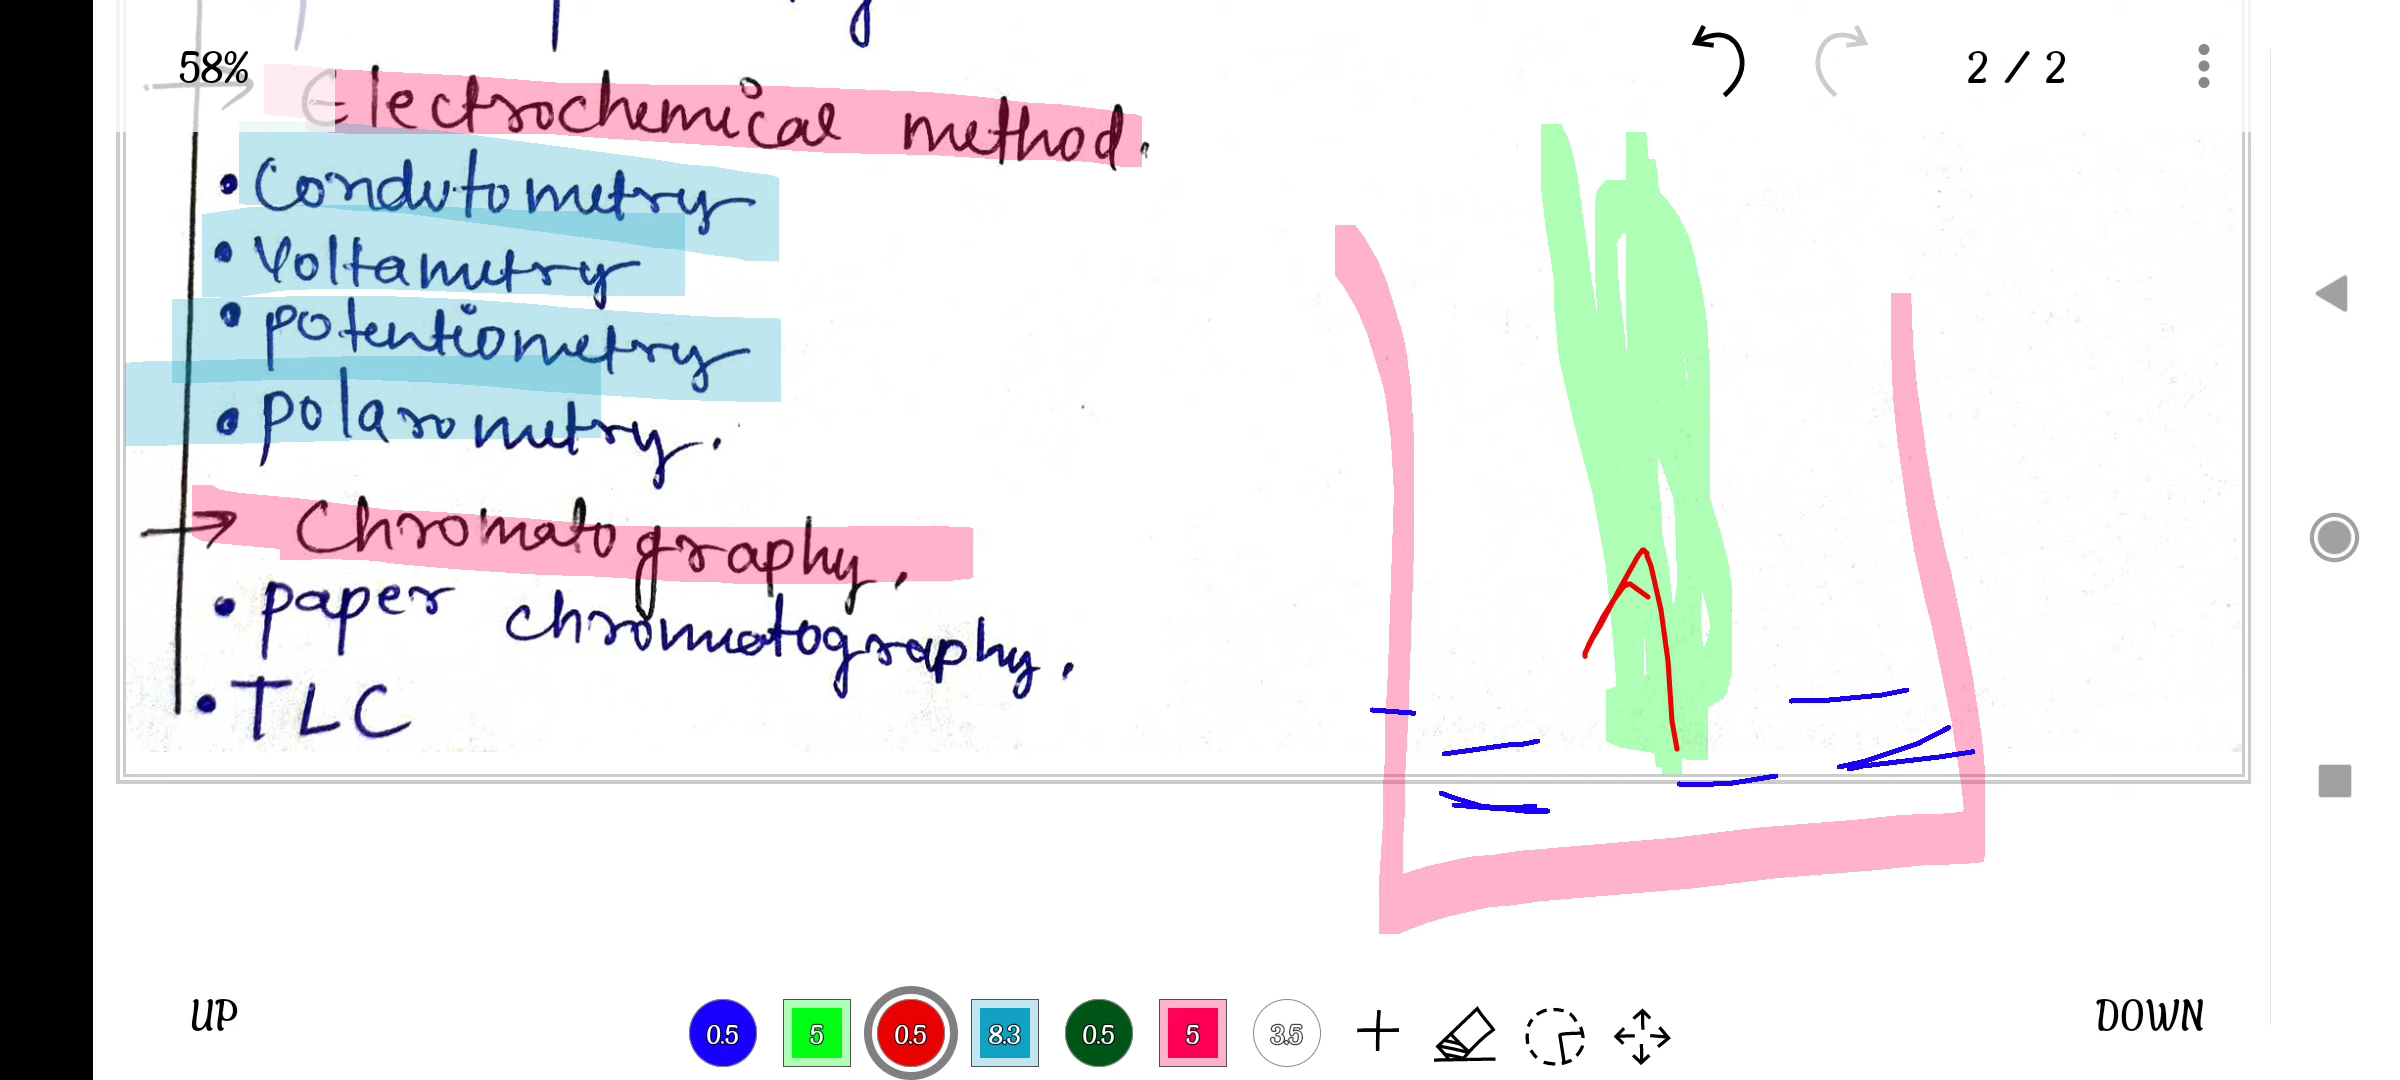 58%
2 / 2
→ Electrochemical method.
• Condutometry
• Voltametry
• potentiometry
• polarometry.
→ Chromatography.
• paper chromatography.
• TLC
UP
DOWN
0.5 5 0.5 8.3 0.5 5 3.5